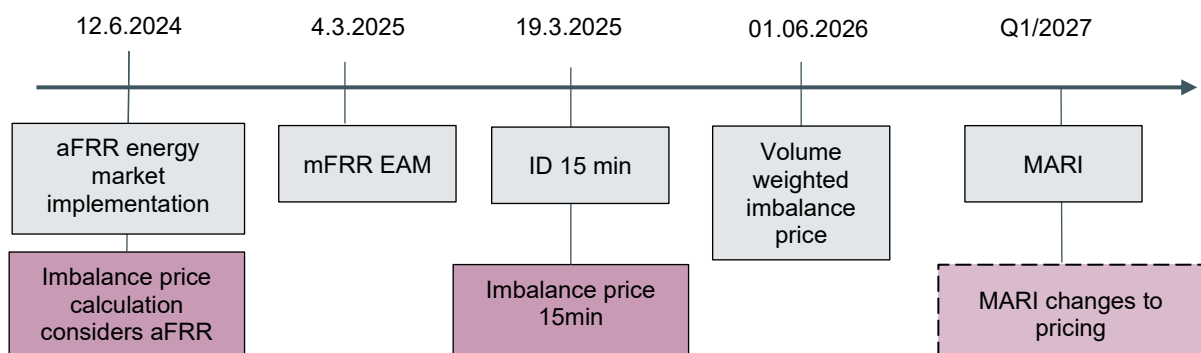 12.6.2024
4.3.2025
19.3.2025
01.06.2026
Q1/2027
aFRR energy
market
implementation
mFRR EAM
ID 15 min
Volume
weighted
imbalance
price
MARI
Imbalance price
calculation
considers aFRR
Imbalance price
15min
MARI changes to
pricing